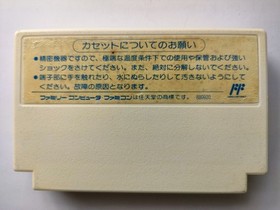 カセットについてのお願い
●精密機器ですので、極端な温度条件下での使用や保管および強い
ショックをさけてください。また、絶対に分解しないでください。
●端子部に手を触れたり、水にぬらしたりして汚さないようにして
ください。故障の原因となります。
ファミリーコンピュータ ファミコンは任天堂の商標です。